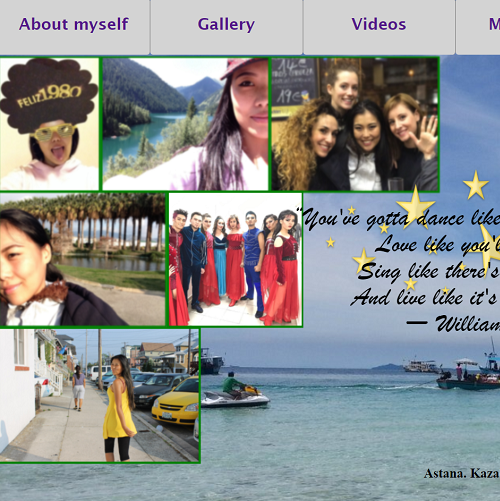 About myself
Gallery
Videos
M
FELIZ 1980
"You've gotta dance like
Love like you'l
Sing like there's
And live like it's
— William
Astana. Kaza